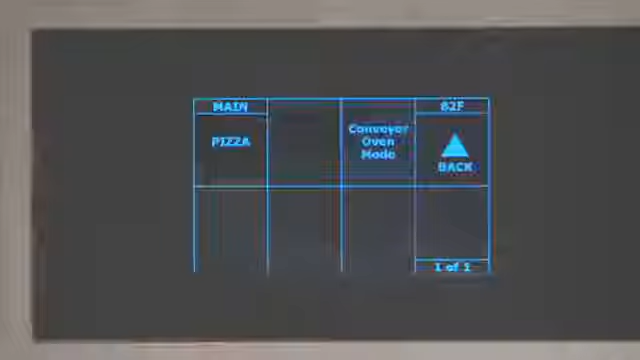 MAIN
82F
PIZZA
Conveyor
Oven
Mode
BACK
1 of 1